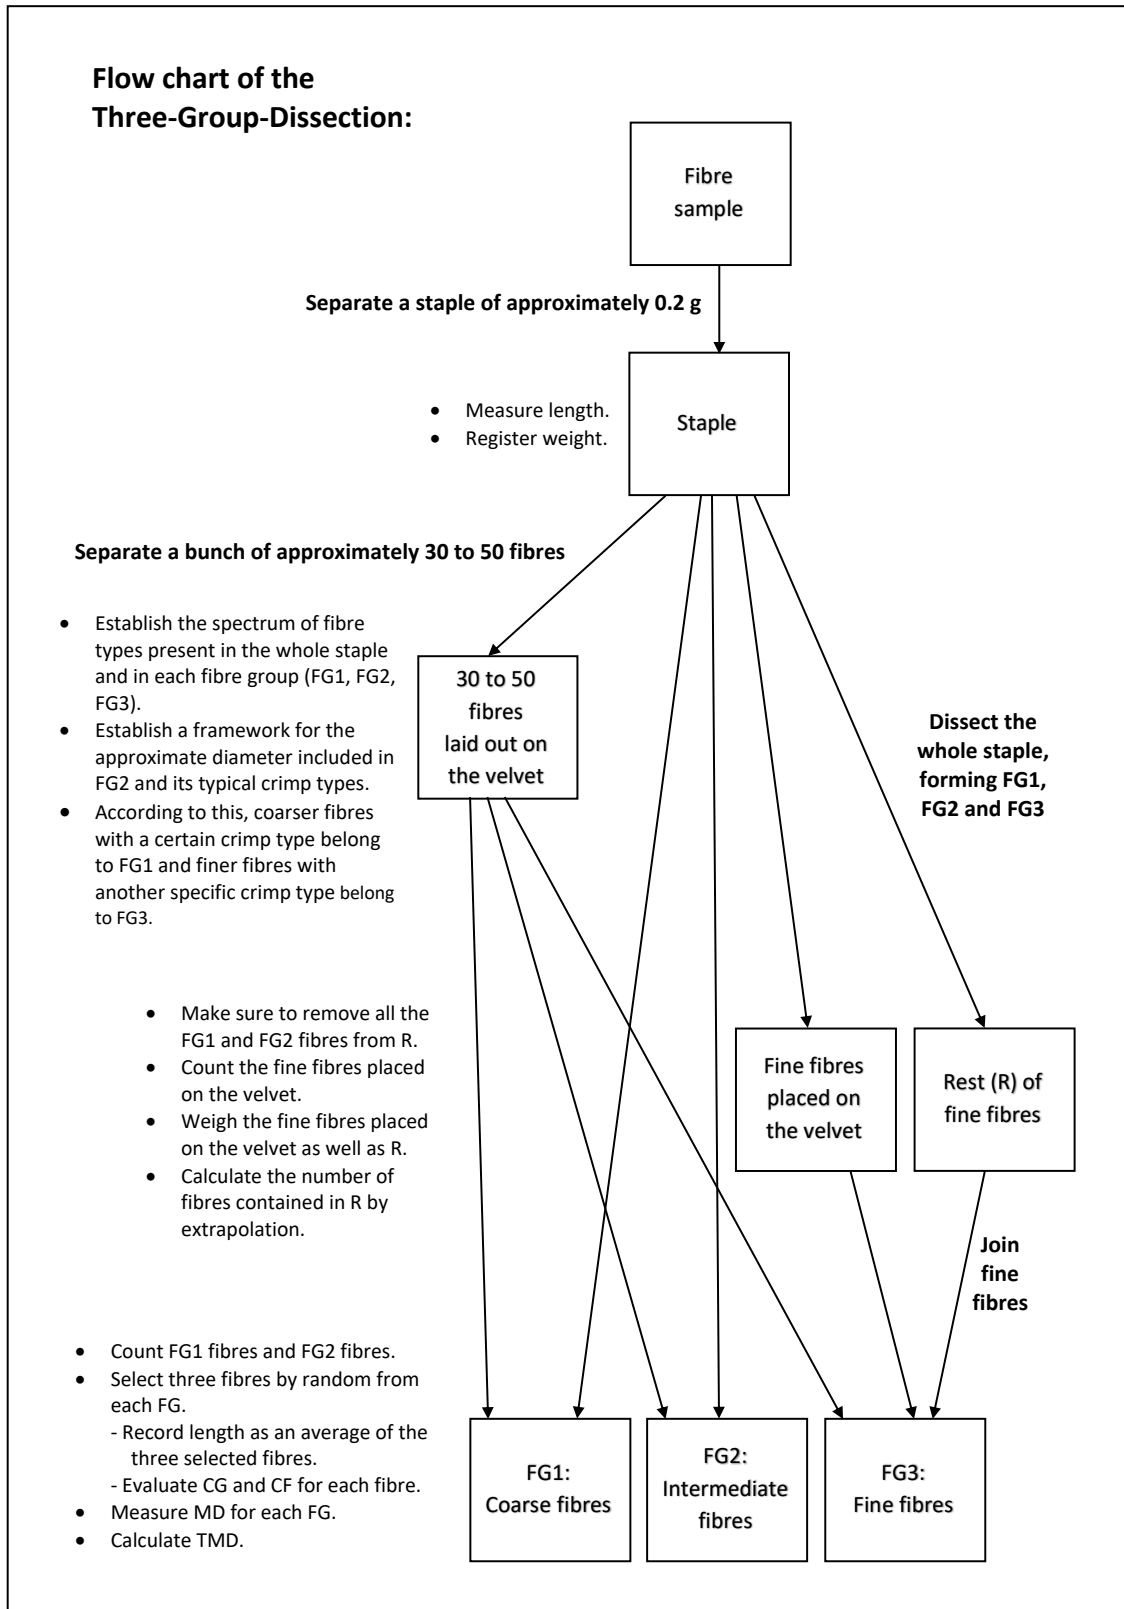 Flow chart of the
Three-Group-Dissection:
Fibre
sample
Separate a staple of approximately 0.2 g
• Measure length.
• Register weight.
Staple
Separate a bunch of approximately 30 to 50 fibres
• Establish the spectrum of fibre
types present in the whole staple
and in each fibre group (FG1, FG2,
FG3).
• Establish a framework for the
approximate diameter included in
FG2 and its typical crimp types.
• According to this, coarser fibres
with a certain crimp type belong
to FG1 and finer fibres with
another specific crimp type belong
to FG3.
30 to 50
fibres
laid out on
the velvet
Dissect the
whole staple,
forming FG1,
FG2 and FG3
• Make sure to remove all the
FG1 and FG2 fibres from R.
• Count the fine fibres placed
on the velvet.
• Weigh the fine fibres placed
on the velvet as well as R.
• Calculate the number of
fibres contained in R by
extrapolation.
Fine fibres
placed on
the velvet
Rest (R) of
fine fibres
Join
fine
fibres
• Count FG1 fibres and FG2 fibres.
• Select three fibres by random from
each FG.
- Record length as an average of the
three selected fibres.
- Evaluate CG and CF for each fibre.
• Measure MD for each FG.
• Calculate TMD.
FG1:
Coarse fibres
FG2:
Intermediate
fibres
FG3:
Fine fibres